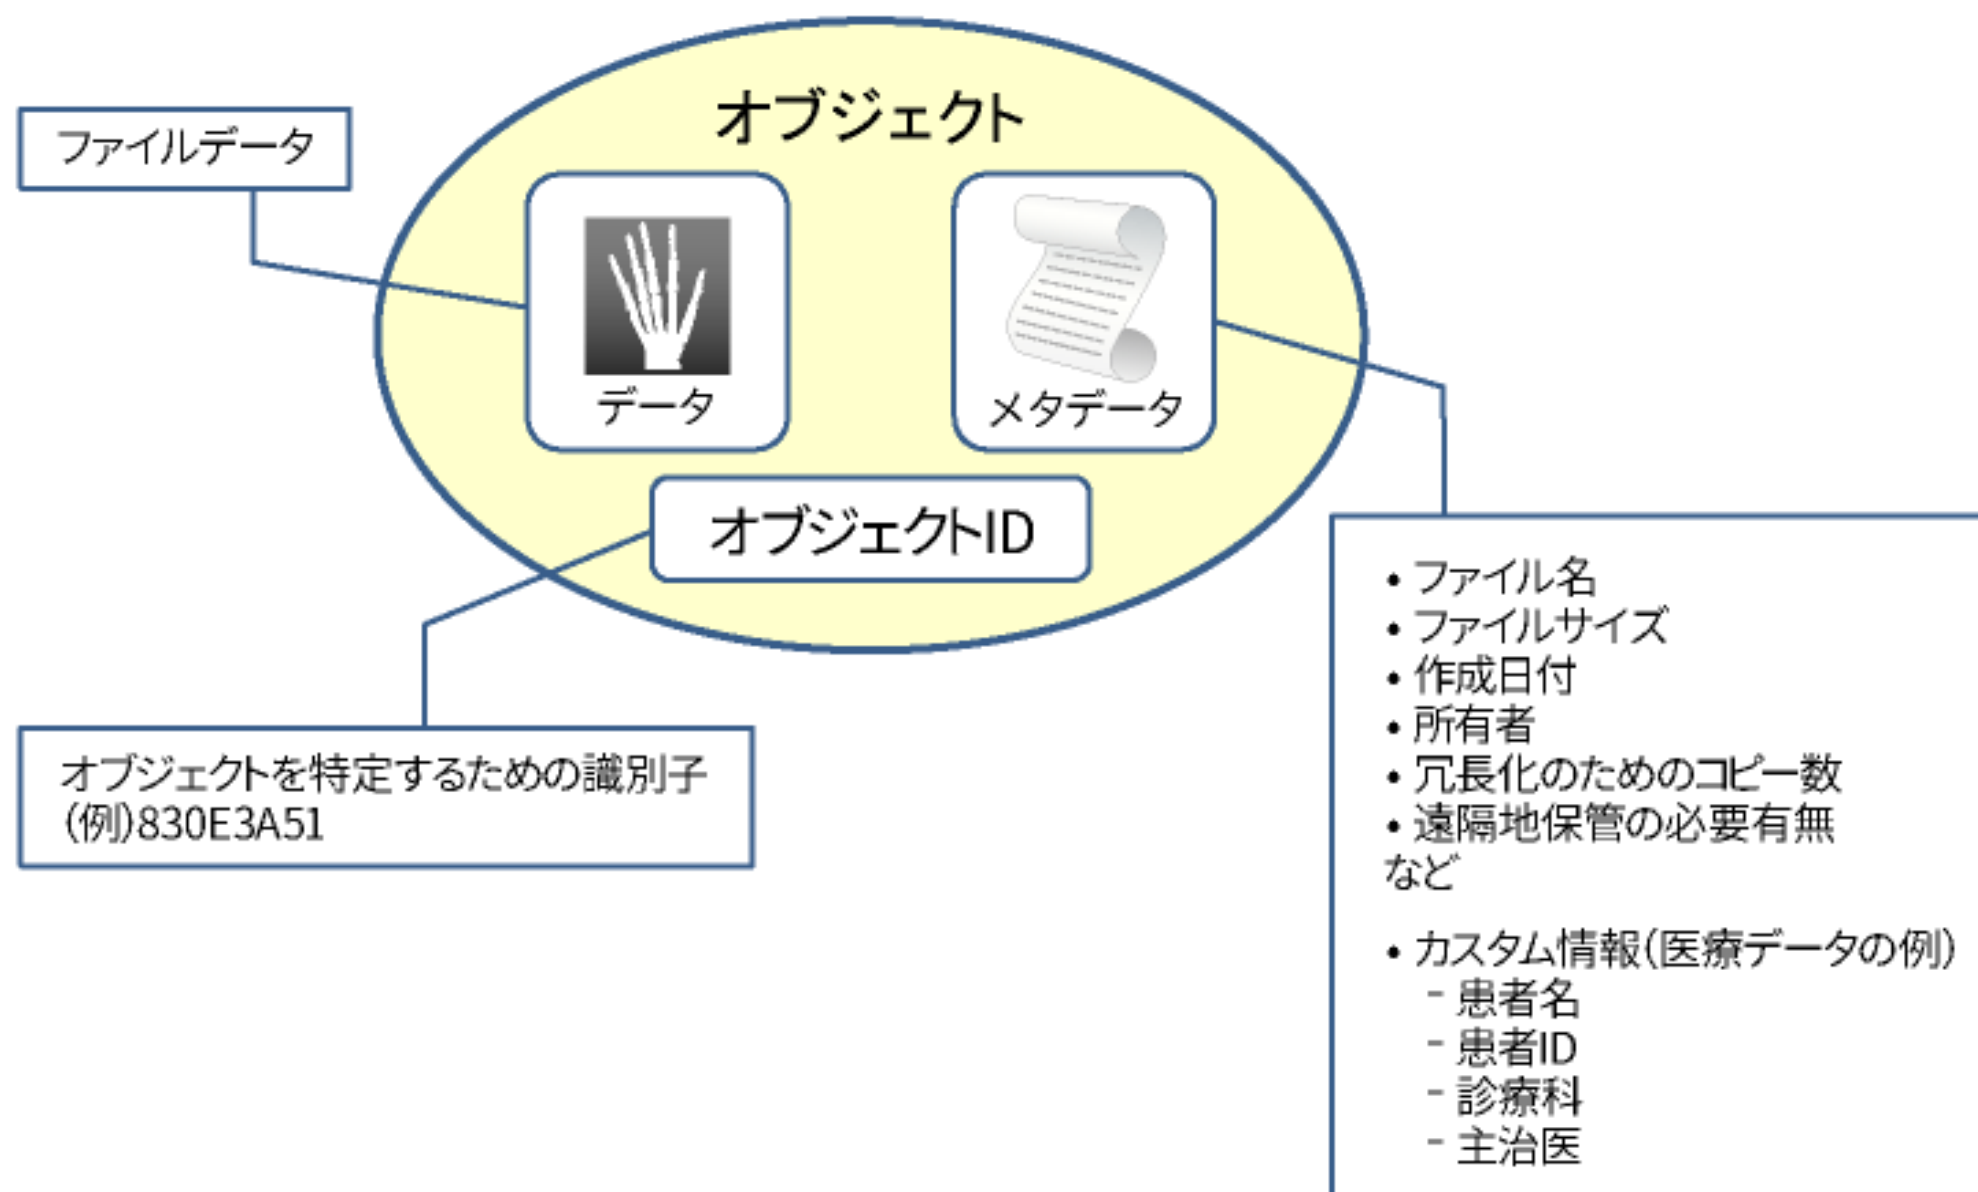 オブジェクト
ファイルデータ
データ
メタデータ
オブジェクトID
オブジェクトを特定するための識別子
(例)830E3A51
• ファイル名
• ファイルサイズ
• 作成日付
• 所有者
• 冗長化のためのコピー数
• 遠隔地保管の必要有無
など
• カスタム情報(医療データの例)
- 患者名
- 患者ID
- 診療科
- 主治医